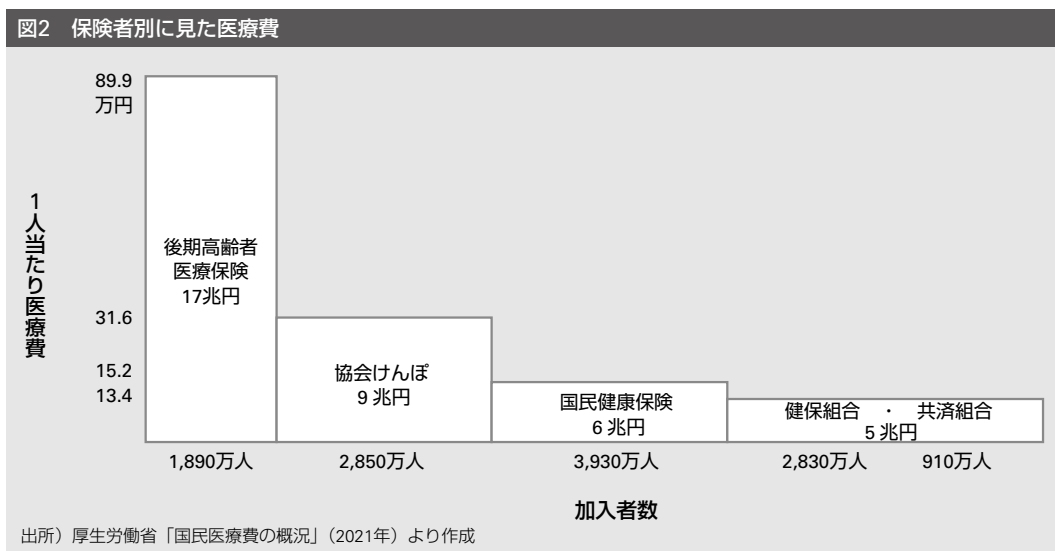 図2 保険者別に見た医療費
89.9
万円
31.6
15.2
13.4
1人当たり医療費
後期高齢者
医療保険
17兆円
協会けんぽ
9兆円
国民健康保険
6兆円
健保組合 ・ 共済組合
5兆円
1,890万人 2,850万人 3,930万人 2,830万人 910万人
加入者数
出所）厚生労働省「国民医療費の概況」（2021年）より作成